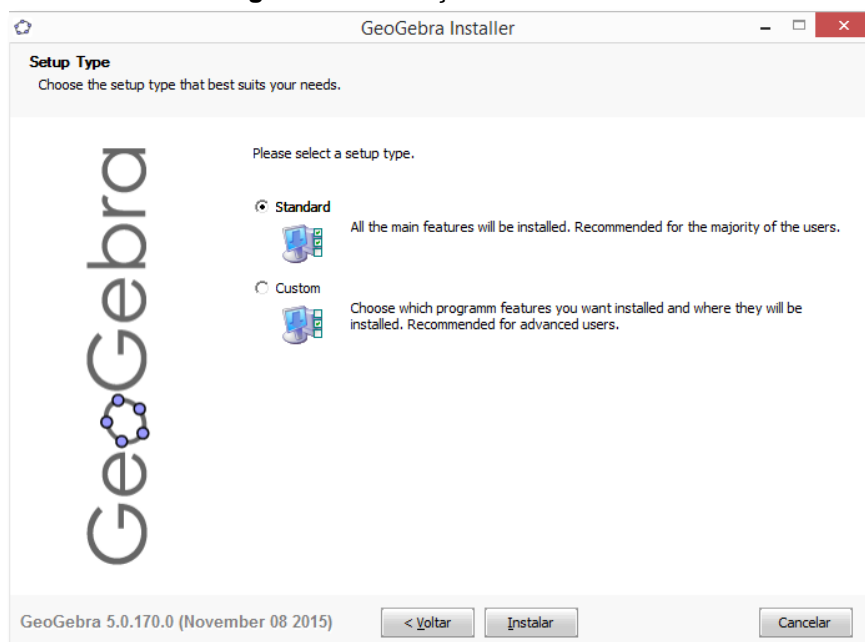 GeoGebra Installer
Setup Type
Choose the setup type that best suits your needs.
GeoGebra
Please select a setup type.
Standard
All the main features will be installed. Recommended for the majority of the users.
Custom
Choose which programm features you want installed and where they will be
installed. Recommended for advanced users.
GeoGebra 5.0.170.0 (November 08 2015)
< Voltar
Instalar
Cancelar